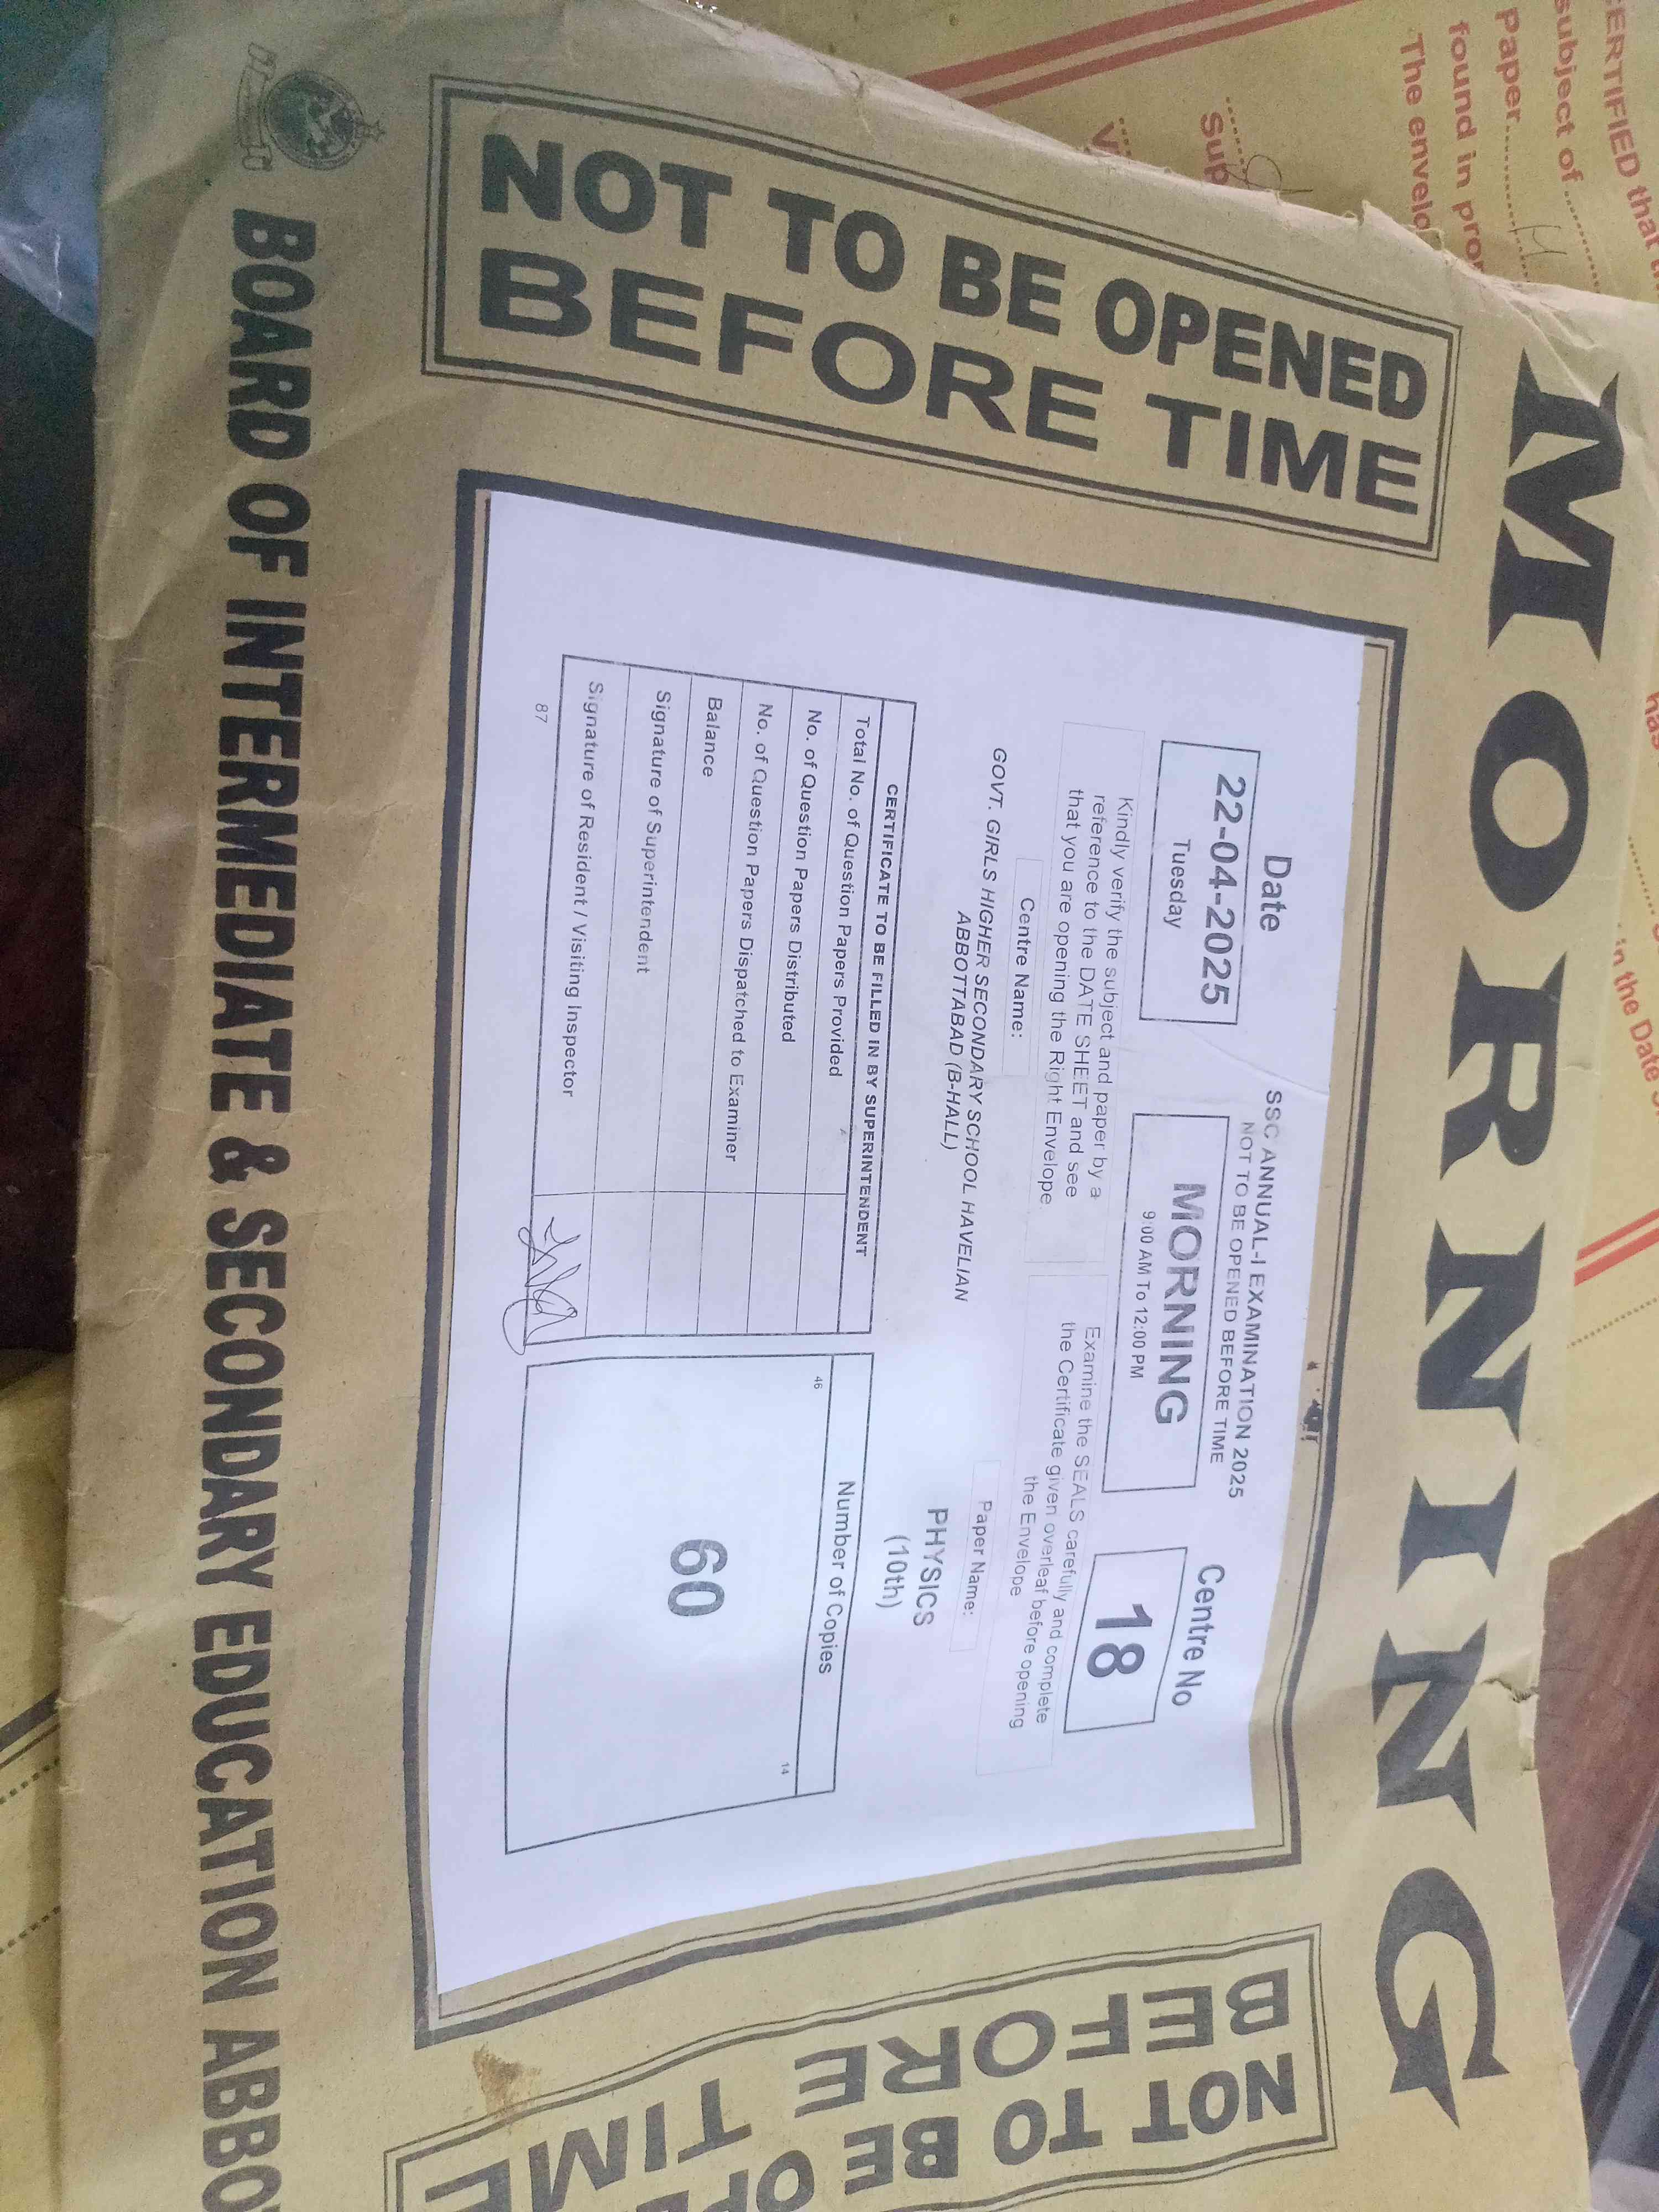 MORNING
NOT TO BE OPENED
BEFORE TIME
SSC ANNUAL-I EXAMINATION 2025
NOT TO BE OPENED BEFORE TIME
Date
22-04-2025
Tuesday
MORNING
9:00 AM To 12:00 PM
Centre No
18
Kindly verify the subject and paper by a
reference to the DATE SHEET and see
that you are opening the Right Envelope
Examine the SEALS carefully and complete
the Certificate given overleaf before opening
the Envelope
Centre Name:
GOVT. GIRLS HIGHER SECONDARY SCHOOL HAVELIAN
ABBOTTABAD (B-HALL)
Paper Name:
PHYSICS
(10th)
CERTIFICATE TO BE FILLED IN BY SUPERINTENDENT
Total No. of Question Papers Provided
No. of Question Papers Distributed
No. of Question Papers Dispatched to Examiner
Balance
Signature of Superintendent
Signature of Resident / Visiting Inspector
87
Number of Copies
46
14
60
NOT TO BE OP
BEFORE TIME
BOARD OF INTERMEDIATE & SECONDARY EDUCATION ABBO
CERTIFIED that
subject of
paper
found in
The
in the Date